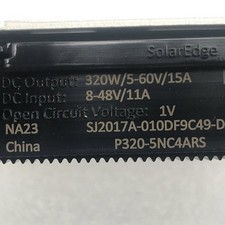 SolarEdge
DC Output: 320W/5-60V/15A
DC Input: 8-48V/11A
Open Circuit Voltage: 1V
NA23 SJ2017A-010DF9C49-D
China P320-5NC4ARS